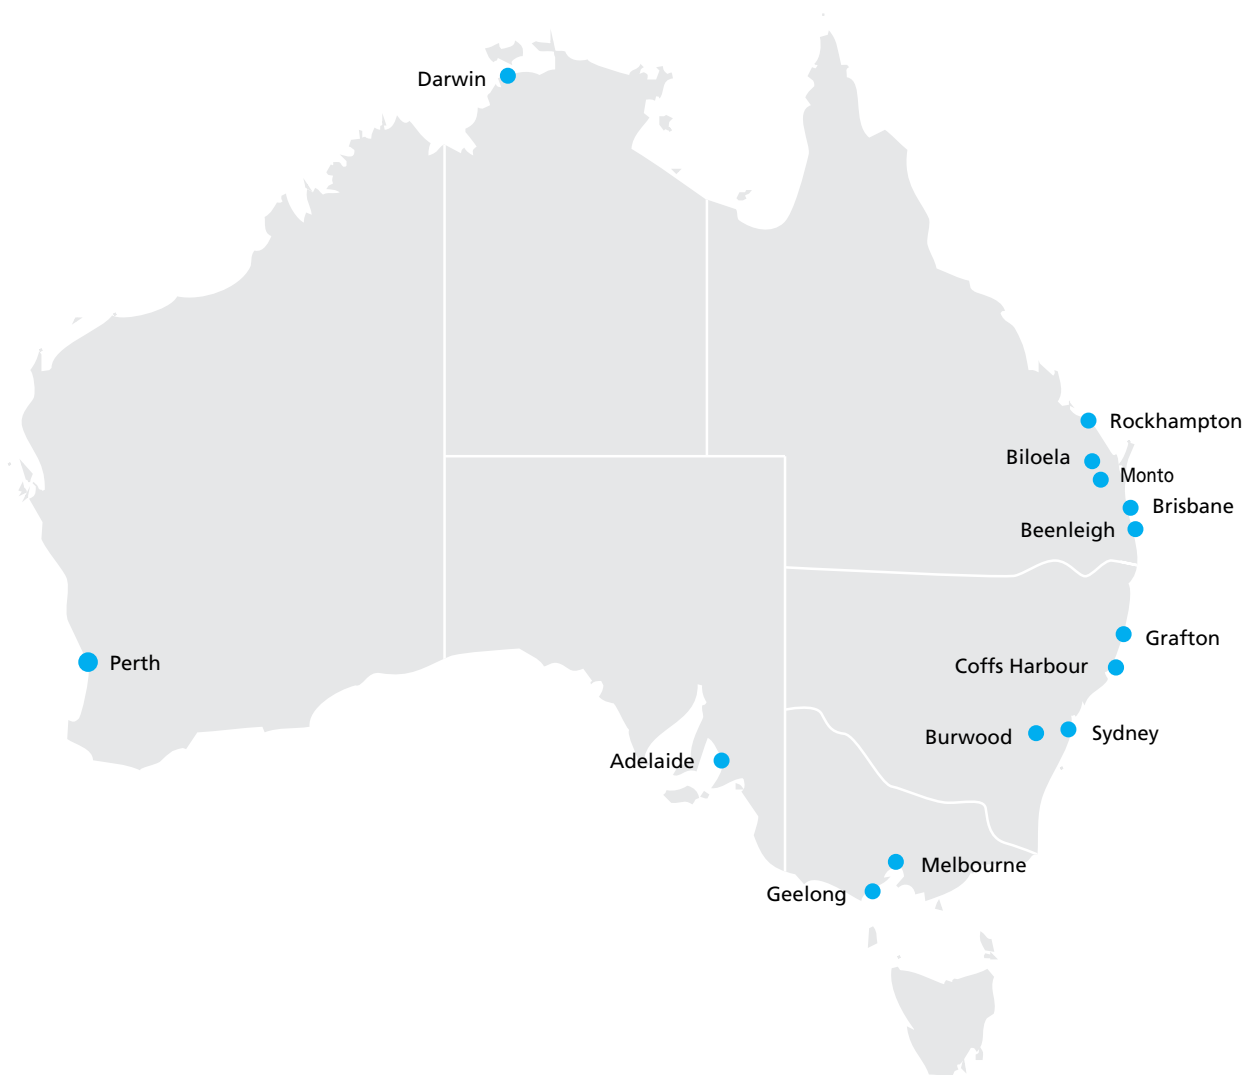 Darwin
Rockhampton
Biloela
Monto
Brisbane
Beenleigh
Grafton
Perth
Coffs Harbour
Sydney
Burwood
Adelaide
Melbourne
Geelong